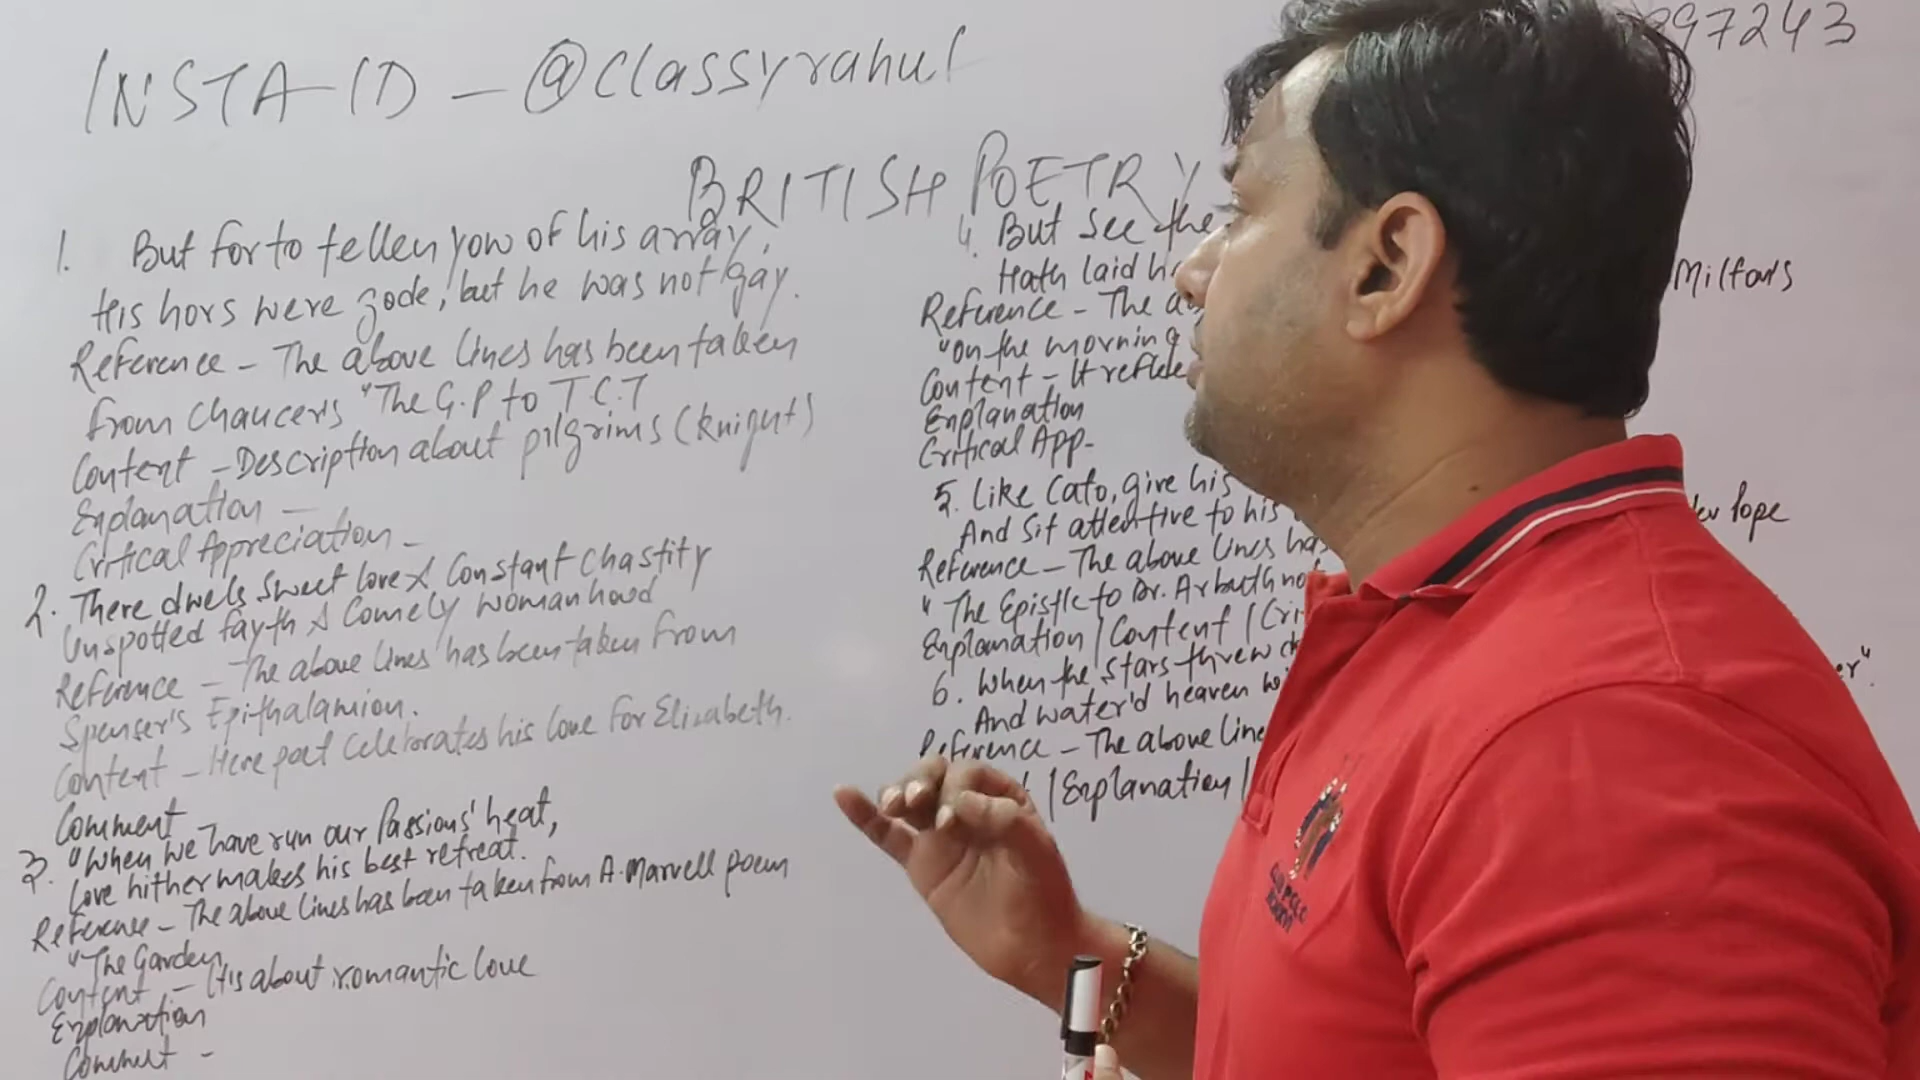 INSTA ID - @classyrahul
997243
BRITISH POETRY
1. But for to tellen yow of his array,
His hors were gode, but he was not gay.
Reference - The above lines has been taken
from Chaucer's "The G.P to T.C.T
Content - Description about pilgrims (knight)
Explanation -
Critical Appreciation -
2. There dwels sweet love & Constant Chastity
Unspotted fayth & Comely womanhood
Reference - The above lines has been taken from
Spenser's Epithalamion.
Content - Here poet celebrates his love for Elizabeth.
Comment
3. "When we have run our Passions' heat,
Love hither makes his best retreat.
Reference - The above lines has been taken from A. Marvell poem
"The Garden
Content - Itis about romantic love
Explanation
Comment -
4. But see the
Hath laid
Milton's
Reference - The
"on the morning
Content - It
Explanation
Critical App-
5. Like Cato, give his
And sit attentive to his
Pope
Reference - The above lines has
"The Epistle to Dr. Arbuthnot
Explanation / Content /
6. When the stars threw
And water'd heaven
Reference - The above line
/ Explanation /